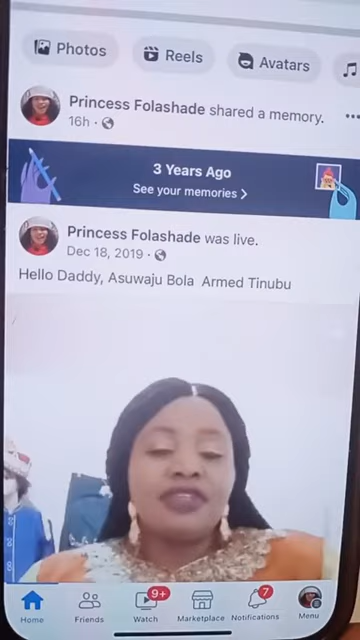 Photos
Reels
Avatars
Princess Folashade shared a memory.
16h ·
3 Years Ago
See your memories >
Princess Folashade was live.
Dec 18, 2019 ·
Hello Daddy, Asuwaju Bola Armed Tinubu
9+
7
Home
Friends
Watch
Marketplace
Notifications
Menu